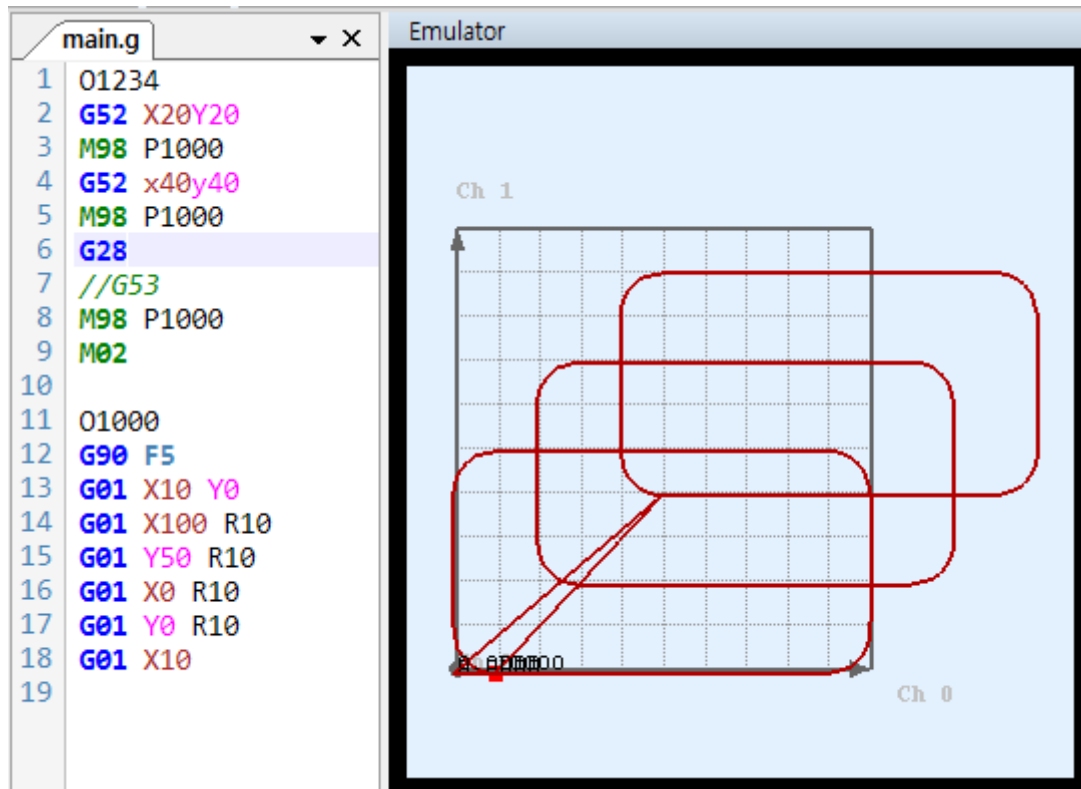 main.g
Emulator
1 O1234
2 G52 X20Y20
3 M98 P1000
4 G52 x40y40
5 M98 P1000
6 G28
7 //G53
8 M98 P1000
9 M02
10
11 O1000
12 G90 F5
13 G01 X10 Y0
14 G01 X100 R10
15 G01 Y50 R10
16 G01 X0 R10
17 G01 Y0 R10
18 G01 X10
19
Ch 1
Ch 0